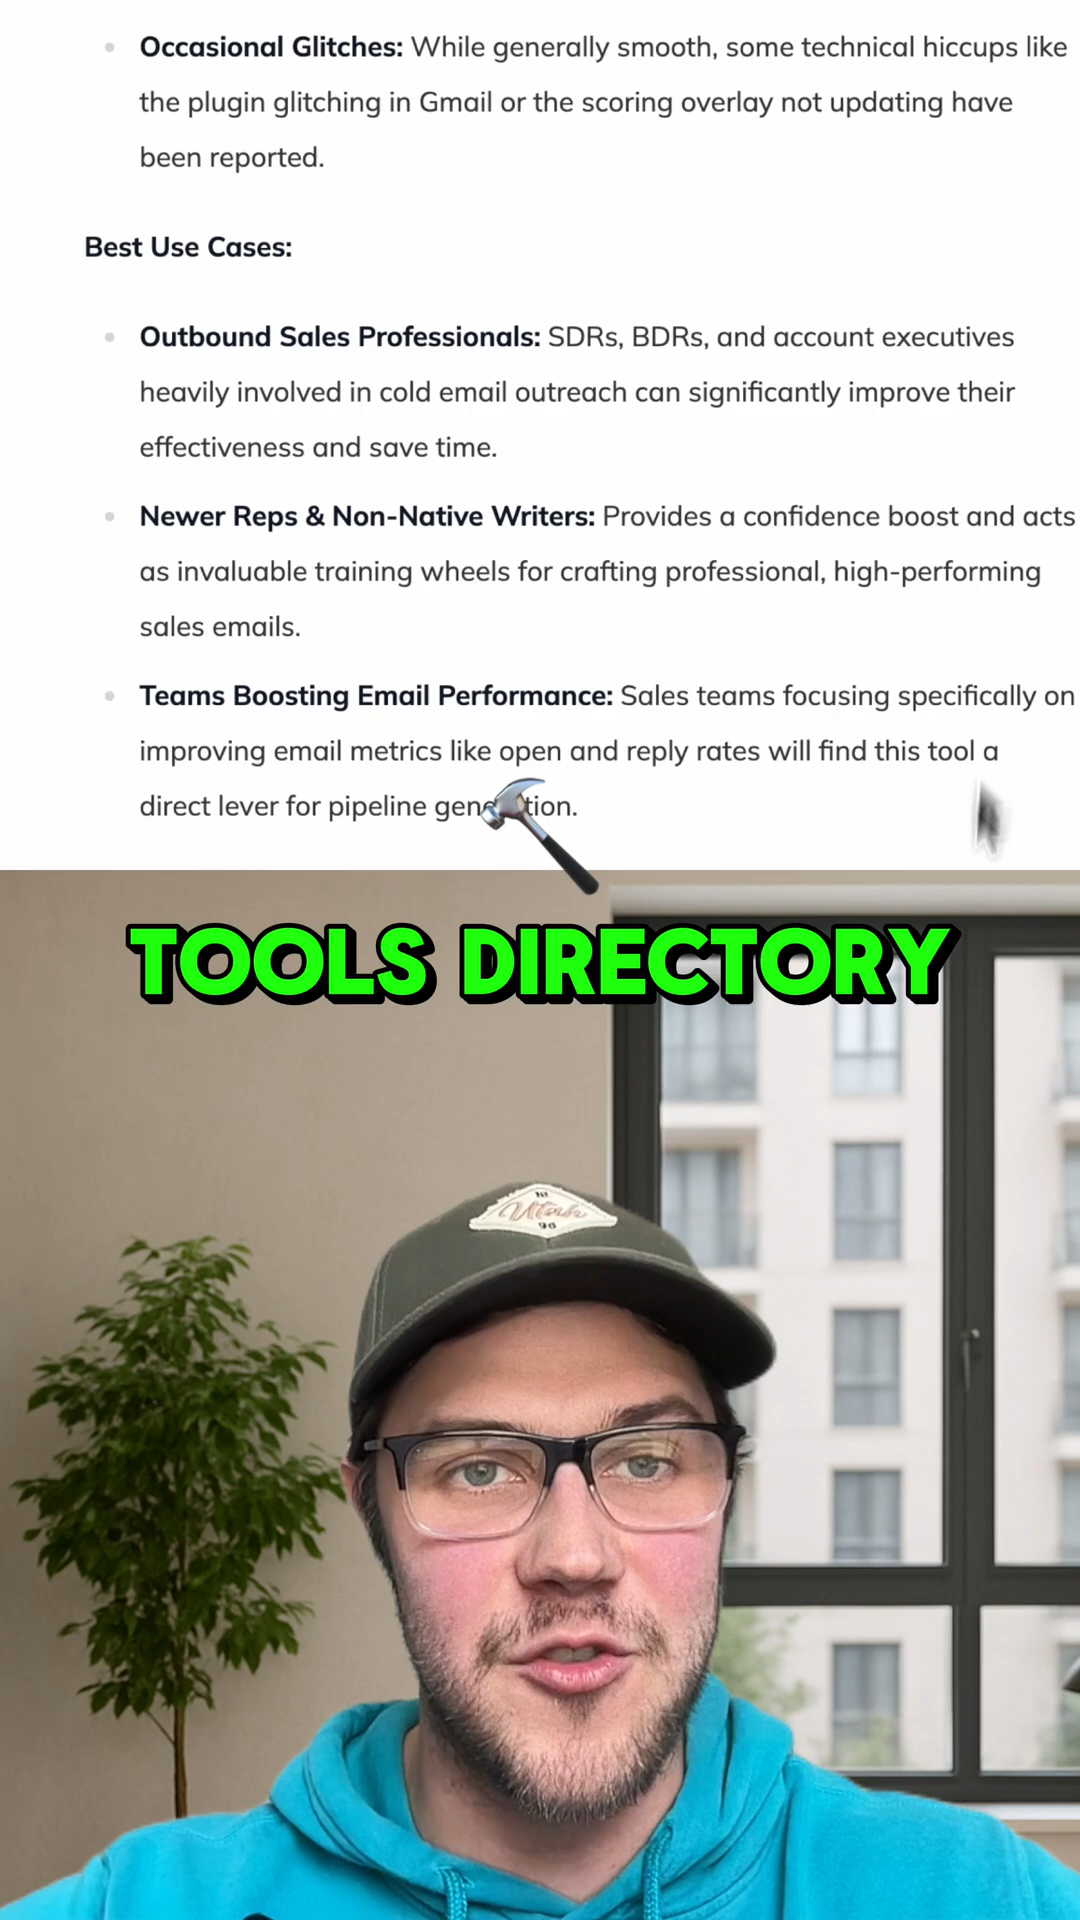 Occasional Glitches: While generally smooth, some technical hiccups like
the plugin glitching in Gmail or the scoring overlay not updating have
been reported.
Best Use Cases:
Outbound Sales Professionals: SDRs, BDRs, and account executives
heavily involved in cold email outreach can significantly improve their
effectiveness and save time.
Newer Reps & Non-Native Writers: Provides a confidence boost and acts
as invaluable training wheels for crafting professional, high-performing
sales emails.
Teams Boosting Email Performance: Sales teams focusing specifically on
improving email metrics like open and reply rates will find this tool a
direct lever for pipeline gen tion.
TOOLS DIRECTORY
Utah
96